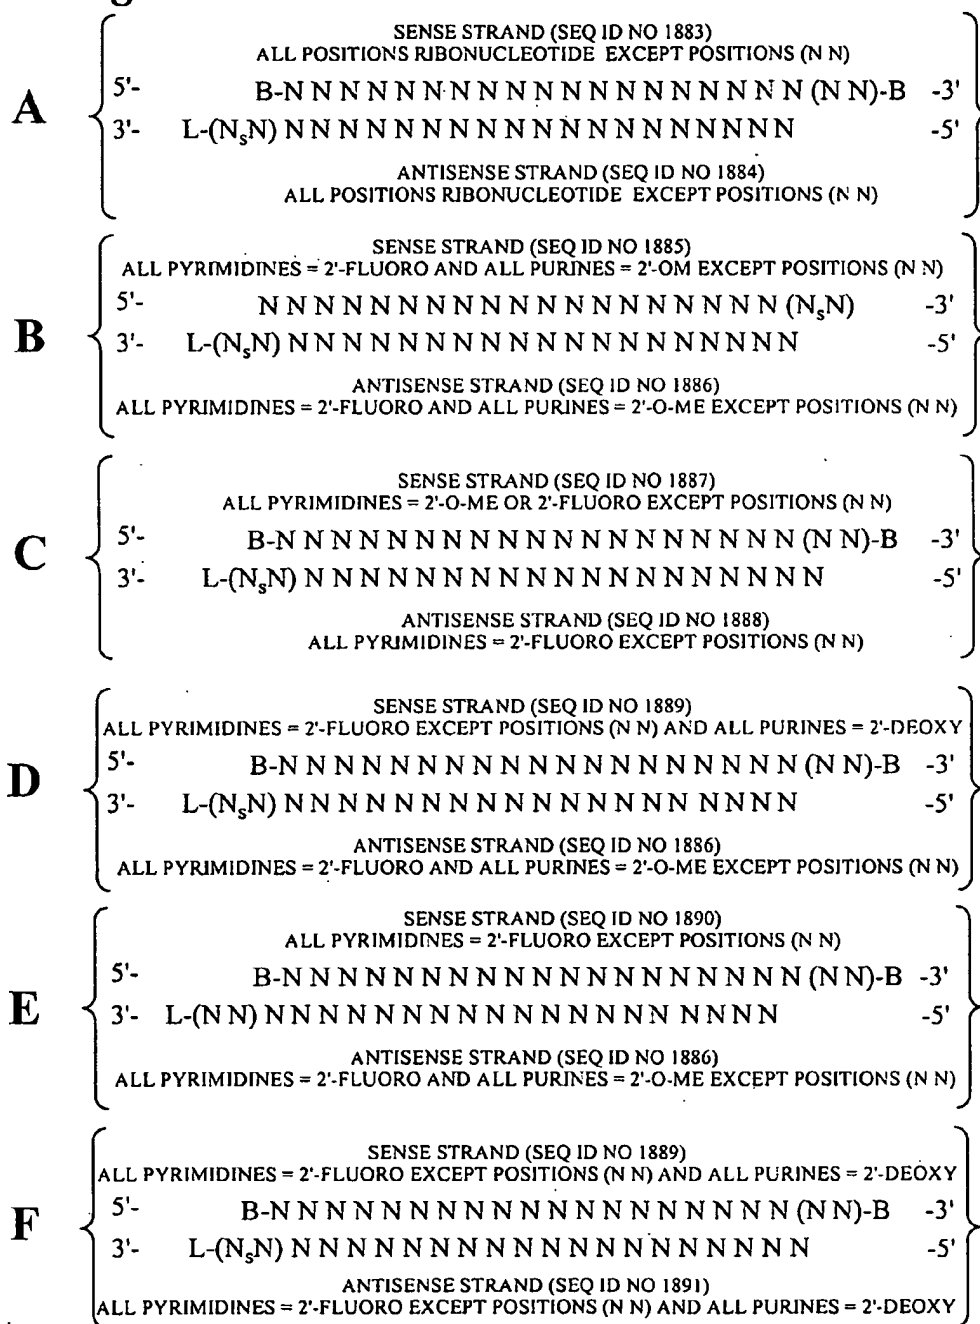 g
SENSE STRAND (SEQ ID NO 1883)
ALL POSITIONS RIBONUCLEOTIDE EXCEPT POSITIONS (N N)
A
5'- B-N N N N N N N N N N N N N N N N N N N (N N)-B -3'
3'- L-(NsN) N N N N N N N N N N N N N N N N N N N -5'
ANTISENSE STRAND (SEQ ID NO 1884)
ALL POSITIONS RIBONUCLEOTIDE EXCEPT POSITIONS (N N)
SENSE STRAND (SEQ ID NO 1885)
ALL PYRIMIDINES = 2'-FLUORO AND ALL PURINES = 2'-OM EXCEPT POSITIONS (N N)
B
5'- N N N N N N N N N N N N N N N N N N N (NsN) -3'
3'- L-(NsN) N N N N N N N N N N N N N N N N N N N -5'
ANTISENSE STRAND (SEQ ID NO 1886)
ALL PYRIMIDINES = 2'-FLUORO AND ALL PURINES = 2'-O-ME EXCEPT POSITIONS (N N)
SENSE STRAND (SEQ ID NO 1887)
ALL PYRIMIDINES = 2'-O-ME OR 2'-FLUORO EXCEPT POSITIONS (N N)
C
5'- B-N N N N N N N N N N N N N N N N N N N (N N)-B -3'
3'- L-(NsN) N N N N N N N N N N N N N N N N N N N -5'
ANTISENSE STRAND (SEQ ID NO 1888)
ALL PYRIMIDINES = 2'-FLUORO EXCEPT POSITIONS (N N)
SENSE STRAND (SEQ ID NO 1889)
ALL PYRIMIDINES = 2'-FLUORO EXCEPT POSITIONS (N N) AND ALL PURINES = 2'-DEOXY
D
5'- B-N N N N N N N N N N N N N N N N N N N (N N)-B -3'
3'- L-(NsN) N N N N N N N N N N N N N N N N N N N -5'
ANTISENSE STRAND (SEQ ID NO 1886)
ALL PYRIMIDINES = 2'-FLUORO AND ALL PURINES = 2'-O-ME EXCEPT POSITIONS (N N)
SENSE STRAND (SEQ ID NO 1890)
ALL PYRIMIDINES = 2'-FLUORO EXCEPT POSITIONS (N N)
E
5'- B-N N N N N N N N N N N N N N N N N N N (N N)-B -3'
3'- L-(N N) N N N N N N N N N N N N N N N N N N N -5'
ANTISENSE STRAND (SEQ ID NO 1886)
ALL PYRIMIDINES = 2'-FLUORO AND ALL PURINES = 2'-O-ME EXCEPT POSITIONS (N N)
SENSE STRAND (SEQ ID NO 1889)
ALL PYRIMIDINES = 2'-FLUORO EXCEPT POSITIONS (N N) AND ALL PURINES = 2'-DEOXY
F
5'- B-N N N N N N N N N N N N N N N N N N N (N N)-B -3'
3'- L-(NsN) N N N N N N N N N N N N N N N N N N N -5'
ANTISENSE STRAND (SEQ ID NO 1891)
ALL PYRIMIDINES = 2'-FLUORO EXCEPT POSITIONS (N N) AND ALL PURINES = 2'-DEOXY